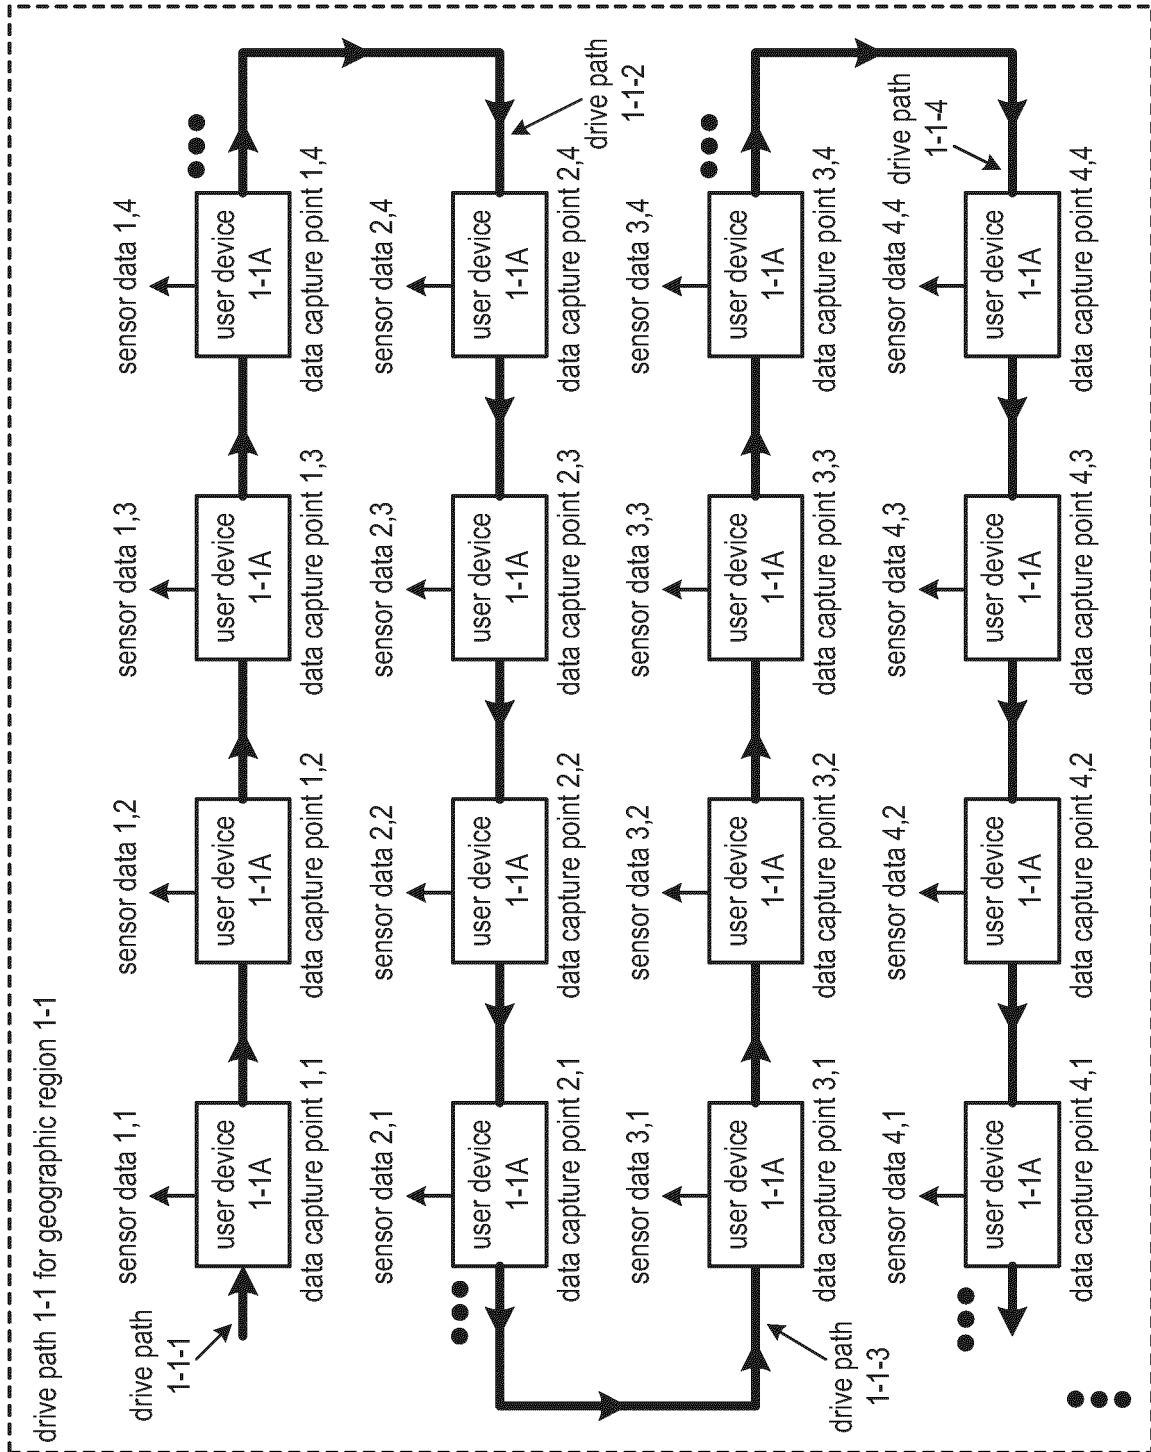 drive path 1-1 for geographic region 1-1
sensor data 1,1
sensor data 1,2
sensor data 1,3
sensor data 1,4
drive path
1-1-1
user device
1-1A
user device
1-1A
user device
1-1A
user device
1-1A
data capture point 1,1
data capture point 1,2
data capture point 1,3
data capture point 1,4
sensor data 2,1
sensor data 2,2
sensor data 2,3
sensor data 2,4
user device
1-1A
user device
1-1A
user device
1-1A
user device
1-1A
drive path
1-1-2
data capture point 2,1
data capture point 2,2
data capture point 2,3
data capture point 2,4
sensor data 3,1
sensor data 3,2
sensor data 3,3
sensor data 3,4
user device
1-1A
user device
1-1A
user device
1-1A
user device
1-1A
data capture point 3,1
data capture point 3,2
data capture point 3,3
data capture point 3,4
drive path
1-1-3
sensor data 4,1
sensor data 4,2
sensor data 4,3
sensor data 4,4
drive path
1-1-4
user device
1-1A
user device
1-1A
user device
1-1A
user device
1-1A
data capture point 4,1
data capture point 4,2
data capture point 4,3
data capture point 4,4